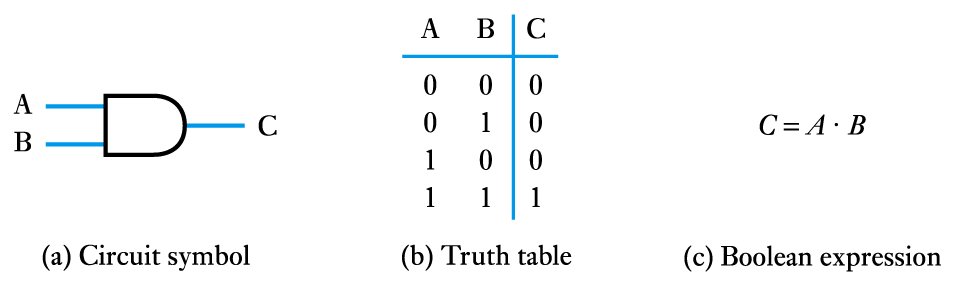 A
B
C
A B C
0 0 0
0 1 0
1 0 0
1 1 1
C = A · B
(a) Circuit symbol
(b) Truth table
(c) Boolean expression